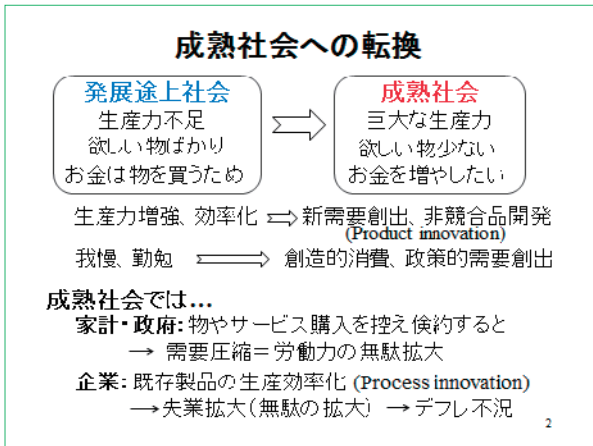 成熟社会への転換
発展途上社会
生産力不足
欲しい物ばかり
お金は物を買うため
成熟社会
巨大な生産力
欲しい物少ない
お金を増やしたい
生産力増強、効率化 ⇒ 新需要創出、非競合品開発
(Product innovation)
我慢、勤勉 ⇒ 創造的消費、政策的需要創出
成熟社会では…
家計・政府: 物やサービス購入を控え倹約すると
→ 需要圧縮＝労働力の無駄拡大
企業: 既存製品の生産効率化 (Process innovation)
→失業拡大(無駄の拡大) →デフレ不況
2